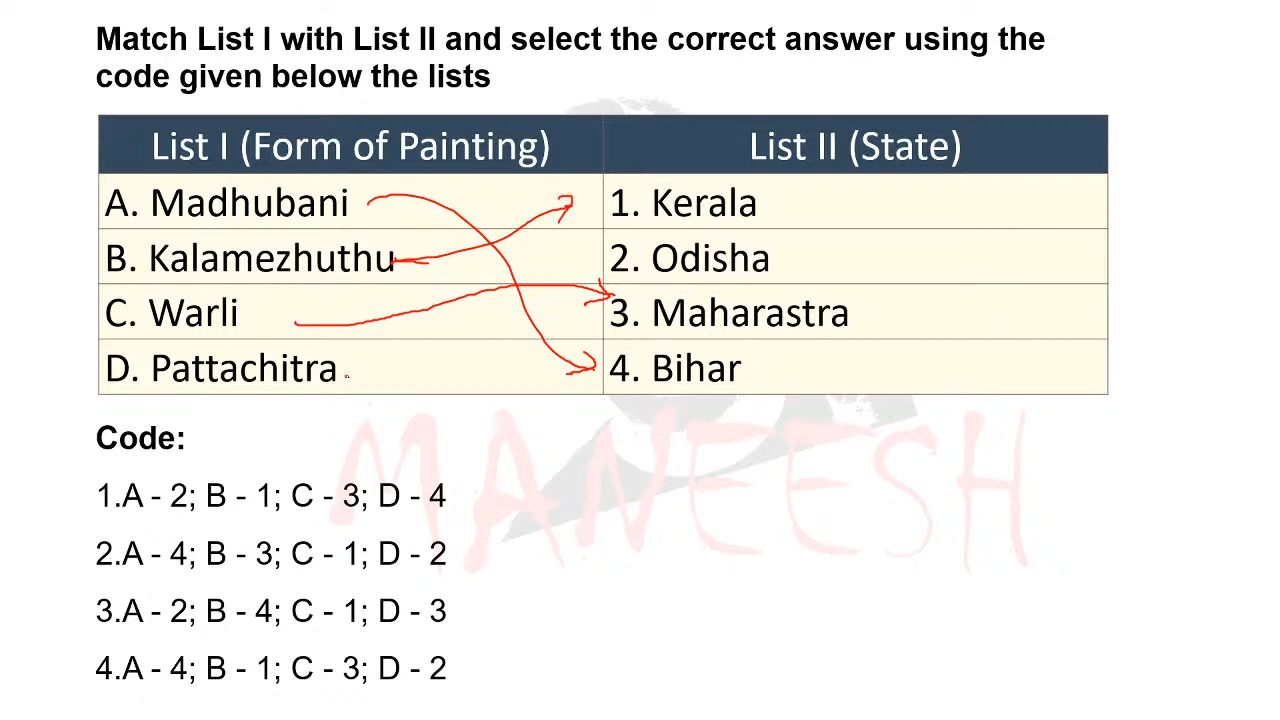 Match List I with List II and select the correct answer using the
code given below the lists
List I (Form of Painting) List II (State)
A. Madhubani 1. Kerala
B. Kalamezhuthu 2. Odisha
C. Warli 3. Maharastra
D. Pattachitra 4. Bihar
Code:
1.A - 2; B - 1; C - 3; D - 4
2.A - 4; B - 3; C - 1; D - 2
3.A - 2; B - 4; C - 1; D - 3
4.A - 4; B - 1; C - 3; D - 2
MANEESH